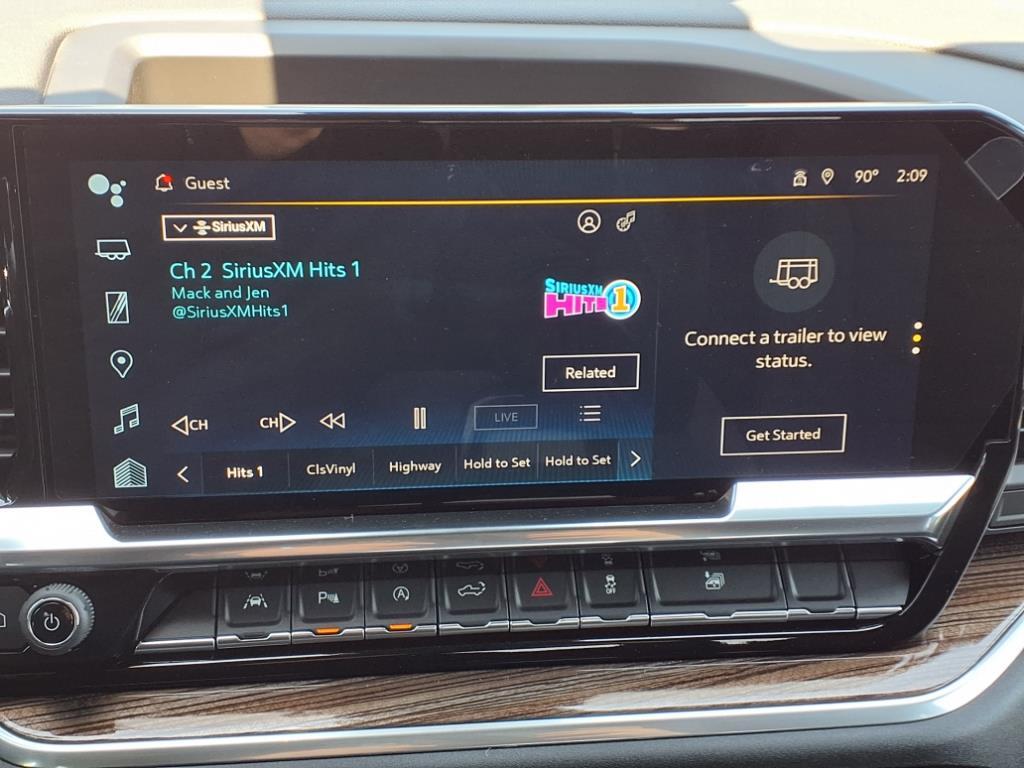 Guest
90° 2:09
SiriusXM
Ch 2 SiriusXM Hits 1
Mack and Jen
@SiriusXMHits1
SIRIUSXM
HITS 1
Related
CH
CH
LIVE
Hits 1 ClsVinyl Highway Hold to Set Hold to Set
Connect a trailer to view
status.
Get Started
P
A
OFF